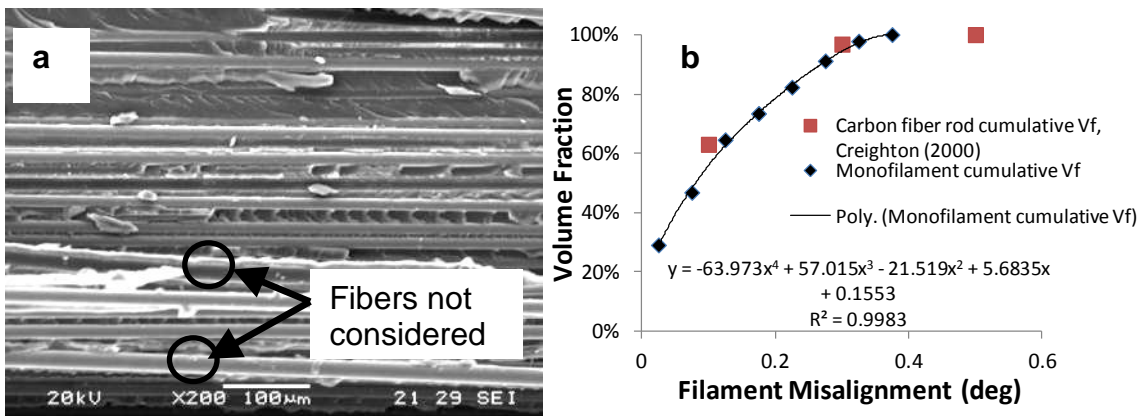 a
Fibers not
considered
20kV X200 100μm 21 29 SEI
b
Volume Fraction
100%
80%
60%
40%
20%
0%
Carbon fiber rod cumulative Vf,
Creighton (2000)
Monofilament cumulative Vf
Poly. (Monofilament cumulative Vf)
y = -63.973x⁴ + 57.015x³ - 21.519x² + 5.6835x
+ 0.1553
R² = 0.9983
0 0.2 0.4 0.6
Filament Misalignment (deg)